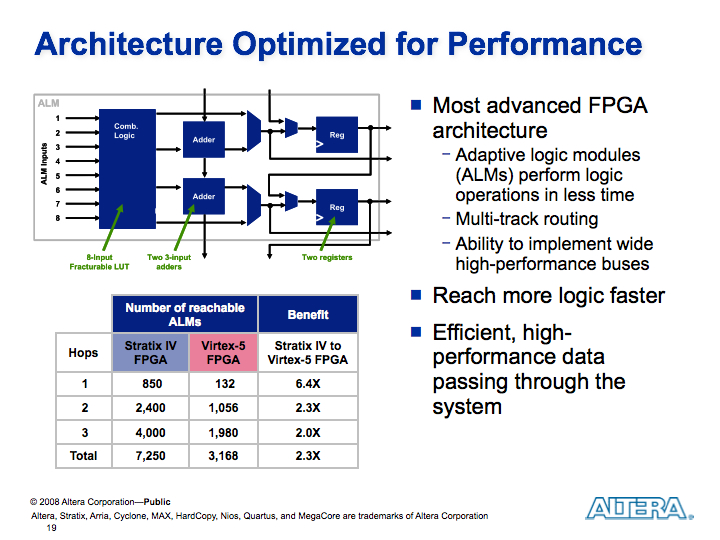 Architecture Optimized for Performance
ALM
ALM Inputs
1
2
3
4
5
6
7
8
Comb.
Logic
Adder
Adder
Reg
Reg
8-Input
Fracturable LUT
Two 3-input
adders
Two registers
Number of reachable
ALMs
Benefit
Hops
Stratix IV
FPGA
Virtex-5
FPGA
Stratix IV to
Virtex-5 FPGA
1 850 132 6.4X
2 2,400 1,056 2.3X
3 4,000 1,980 2.0X
Total 7,250 3,168 2.3X
■ Most advanced FPGA
architecture
− Adaptive logic modules
(ALMs) perform logic
operations in less time
− Multi-track routing
− Ability to implement wide
high-performance buses
■ Reach more logic faster
■ Efficient, high-
performance data
passing through the
system
© 2008 Altera Corporation—Public
Altera, Stratix, Arria, Cyclone, MAX, HardCopy, Nios, Quartus, and MegaCore are trademarks of Altera Corporation
19
ALTERA®